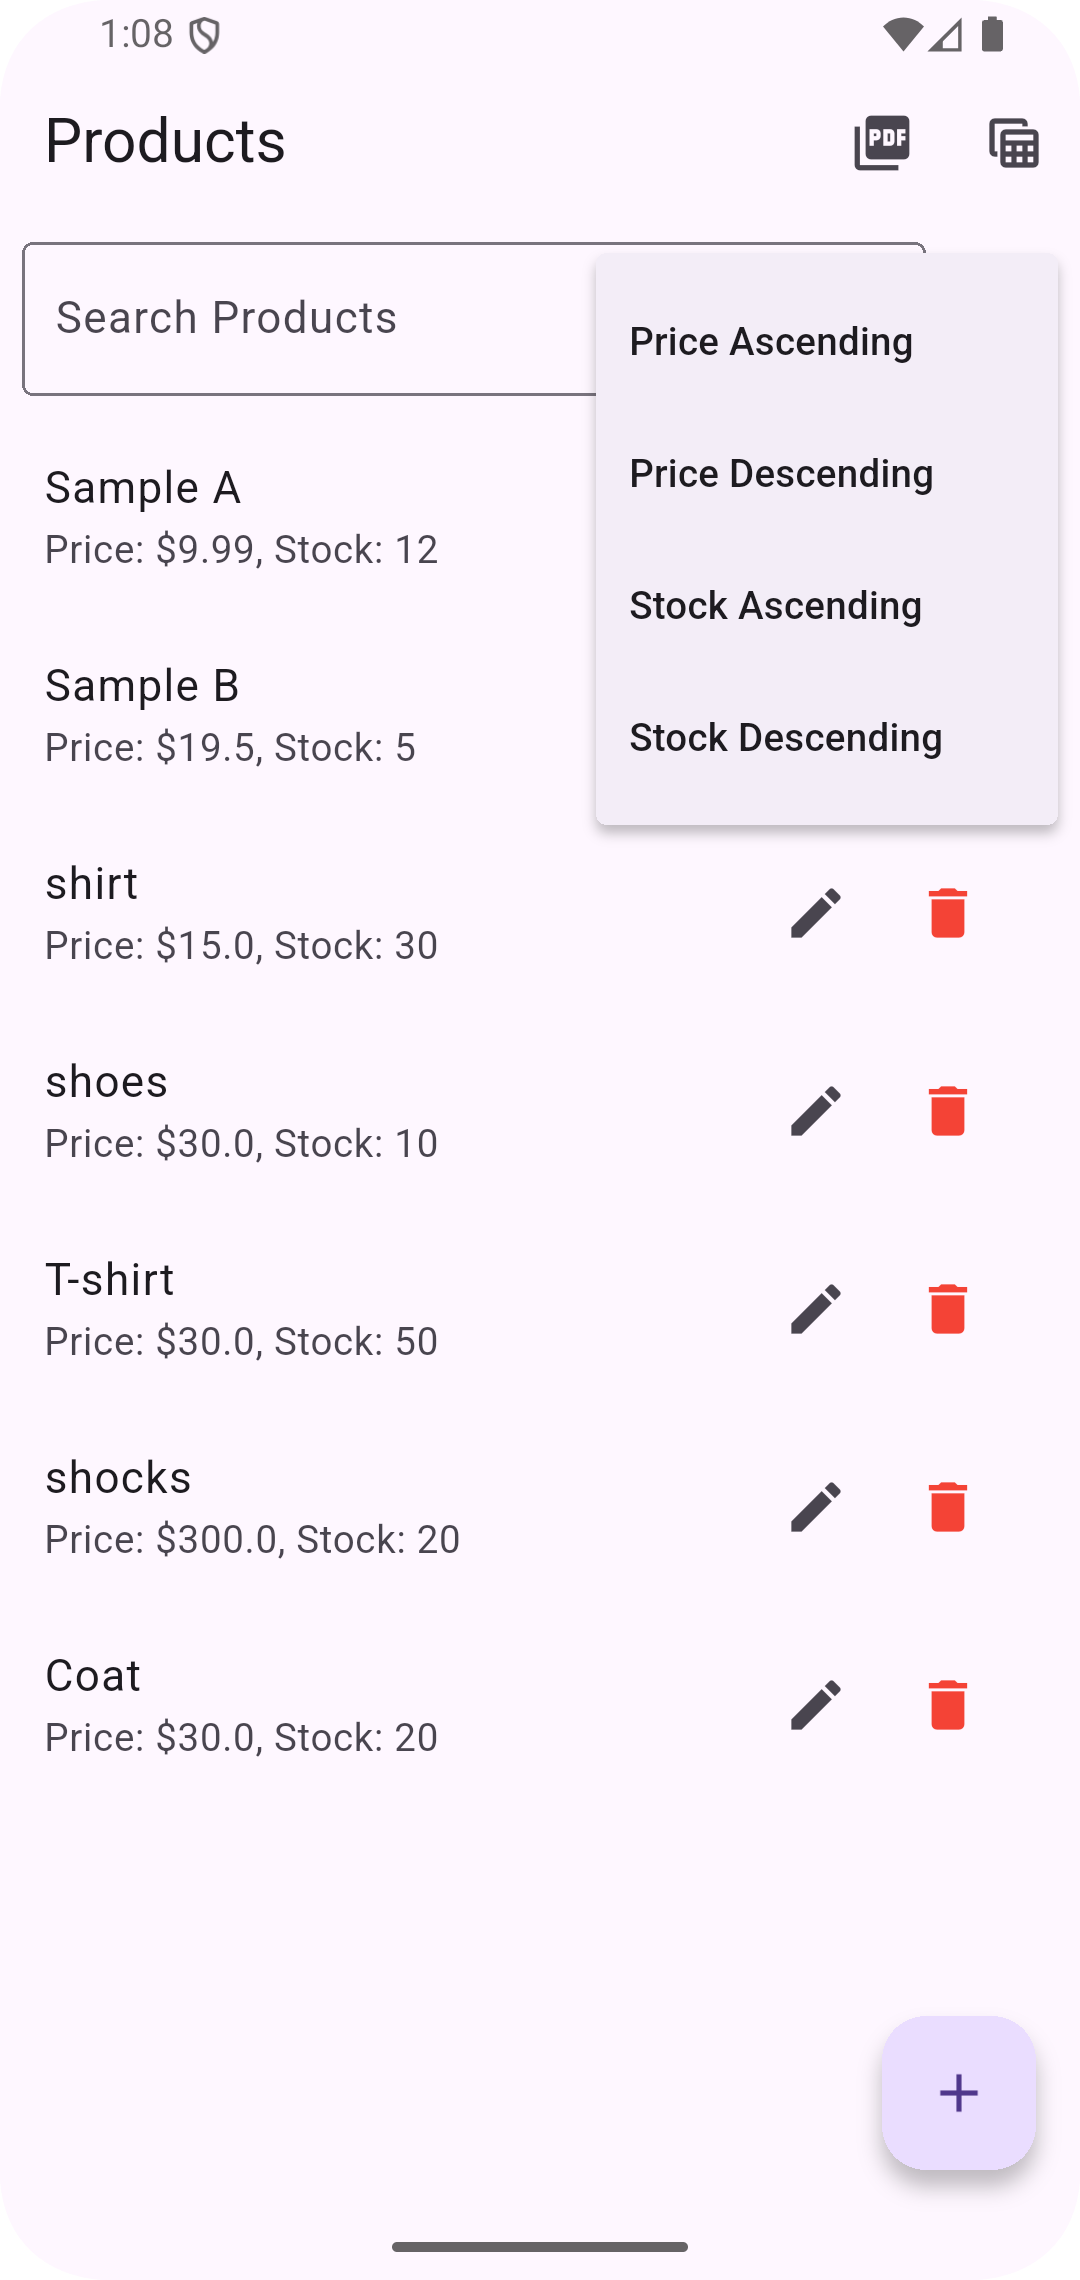 1:08
Products
PDF
Search Products
Price Ascending
Price Descending
Stock Ascending
Stock Descending
Sample A
Price: $9.99, Stock: 12
Sample B
Price: $19.5, Stock: 5
shirt
Price: $15.0, Stock: 30
shoes
Price: $30.0, Stock: 10
T-shirt
Price: $30.0, Stock: 50
shocks
Price: $300.0, Stock: 20
Coat
Price: $30.0, Stock: 20